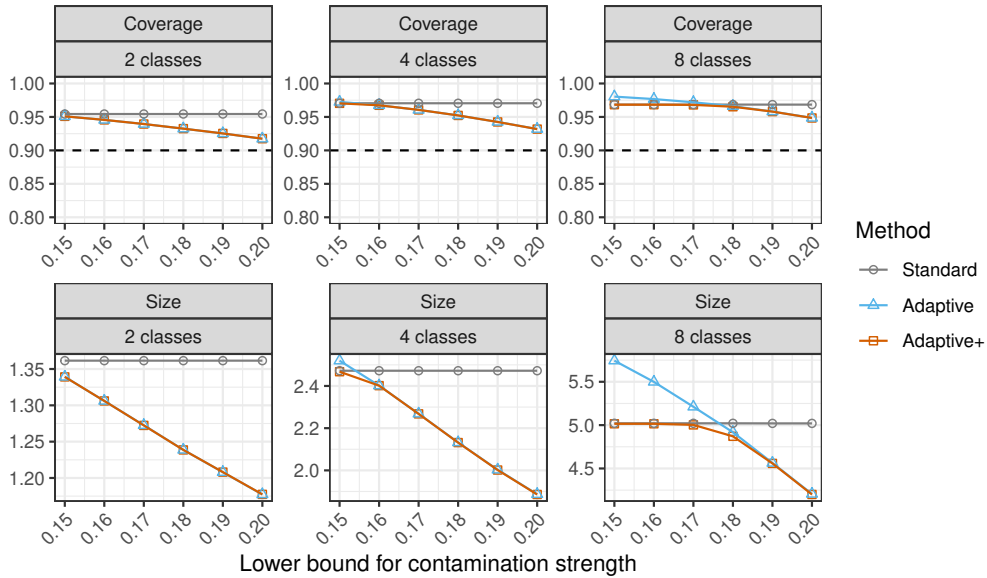 Coverage
2 classes
1.00
0.95
0.90
0.85
0.80
0.15 0.16 0.17 0.18 0.19 0.20
Coverage
4 classes
1.00
0.95
0.90
0.85
0.80
0.15 0.16 0.17 0.18 0.19 0.20
Coverage
8 classes
1.00
0.95
0.90
0.85
0.80
0.15 0.16 0.17 0.18 0.19 0.20
Size
2 classes
1.35
1.30
1.25
1.20
0.15 0.16 0.17 0.18 0.19 0.20
Size
4 classes
2.4
2.2
2.0
0.15 0.16 0.17 0.18 0.19 0.20
Size
8 classes
5.5
5.0
4.5
0.15 0.16 0.17 0.18 0.19 0.20
Lower bound for contamination strength
Method
Standard
Adaptive
Adaptive+